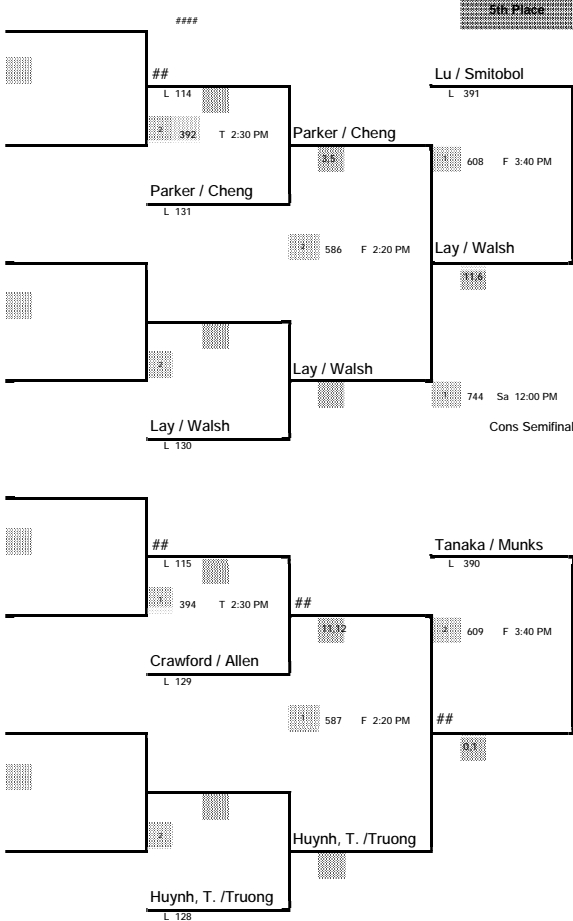 5th Place
####
##
Lu / Smitobol
L 114
L 391
2 392 T 2:30 PM
Parker / Cheng
3,5
1 608 F 3:40 PM
Parker / Cheng
L 131
2 586 F 2:20 PM
Lay / Walsh
11,6
2
Lay / Walsh
1 744 Sa 12:00 PM
Lay / Walsh
Cons Semifinal
L 130
##
Tanaka / Munks
L 115
L 390
1 394 T 2:30 PM
##
11,12
2 609 F 3:40 PM
Crawford / Allen
L 129
1 587 F 2:20 PM
##
0,1
2
Huynh, T. /Truong
Huynh, T. /Truong
L 128